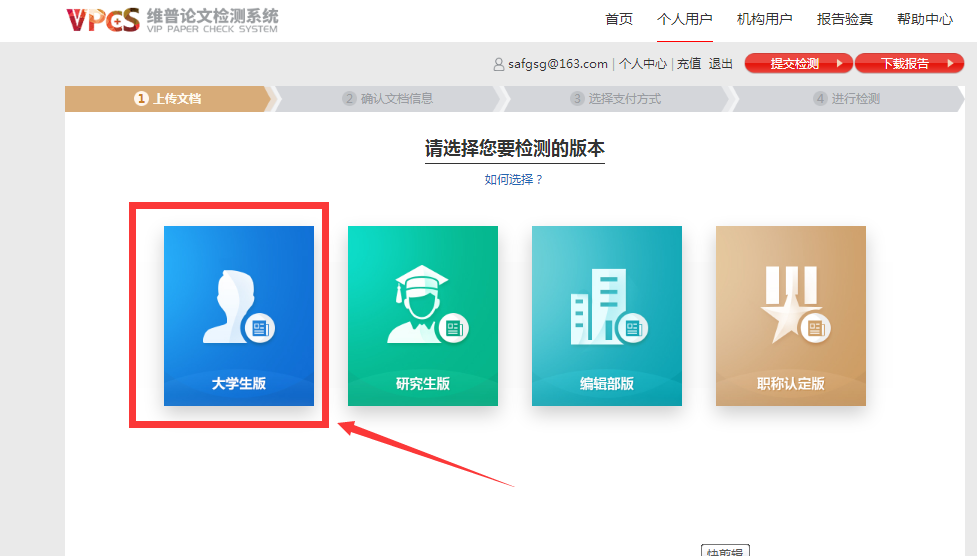 VPCS 维普论文检测系统
VIP PAPER CHECK SYSTEM
首页 个人用户 机构用户 报告验真 帮助中心
safgsg@163.com | 个人中心 | 充值 退出 提交检测 下载报告
1 上传文档 2 确认文档信息 3 选择支付方式 4 进行检测
请选择您要检测的版本
如何选择？
大学生版 研究生版 编辑部版 职称认定版
快剪辑